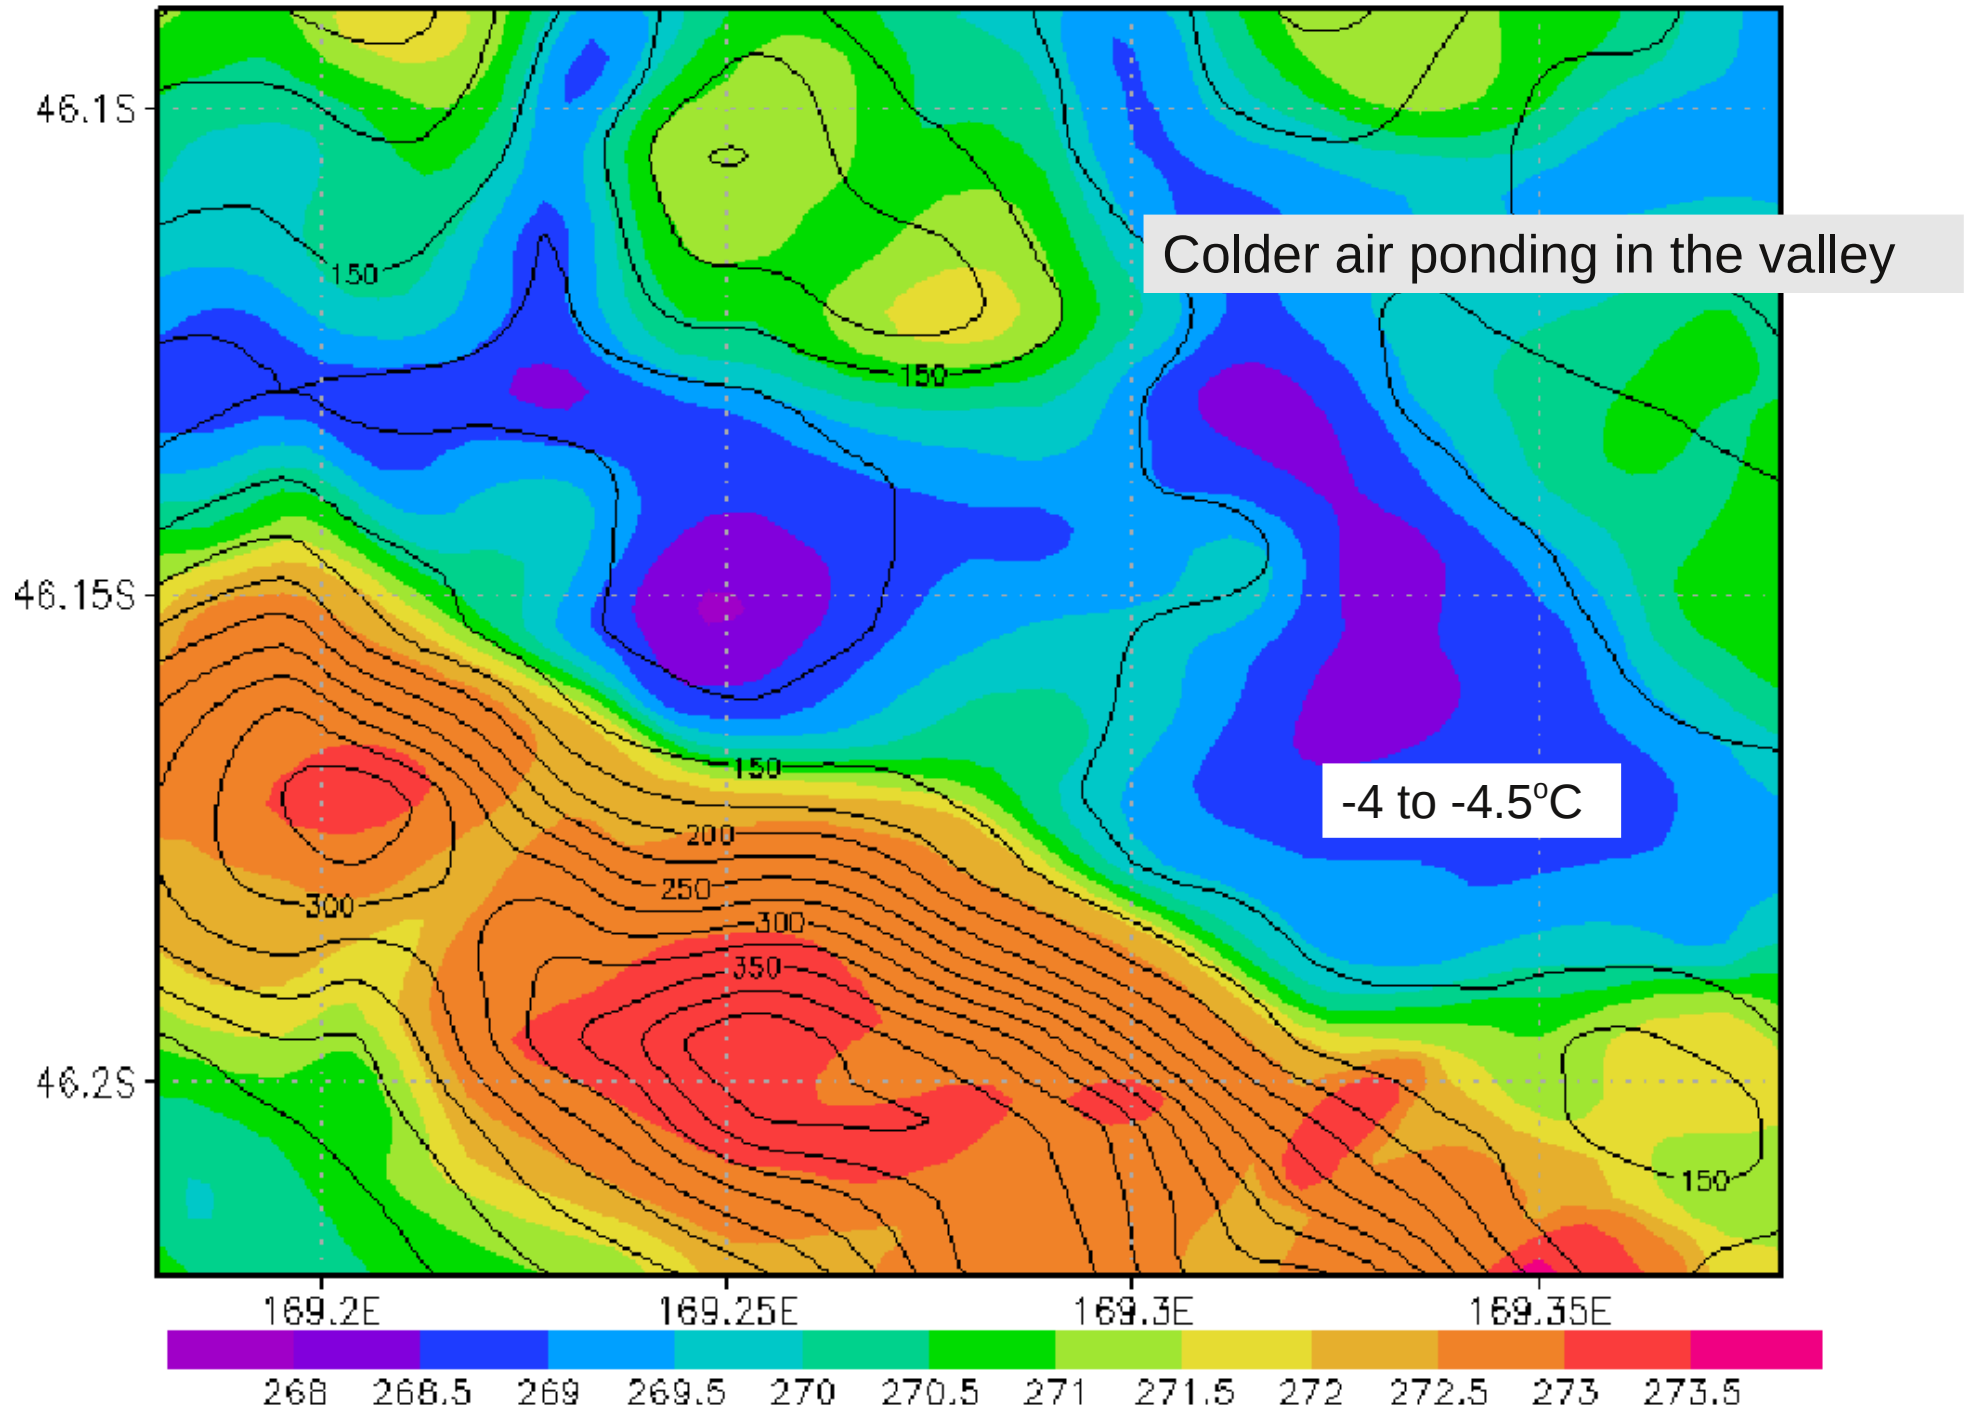 46.1S
Colder air ponding in the valley
150
150
46.15S
150
-4 to -4.5°C
200
250
300
300
350
46.2S
150
169.2E 169.25E 169.3E 169.35E
268 268.5 269 269.5 270 270.5 271 271.5 272 272.5 273 273.5